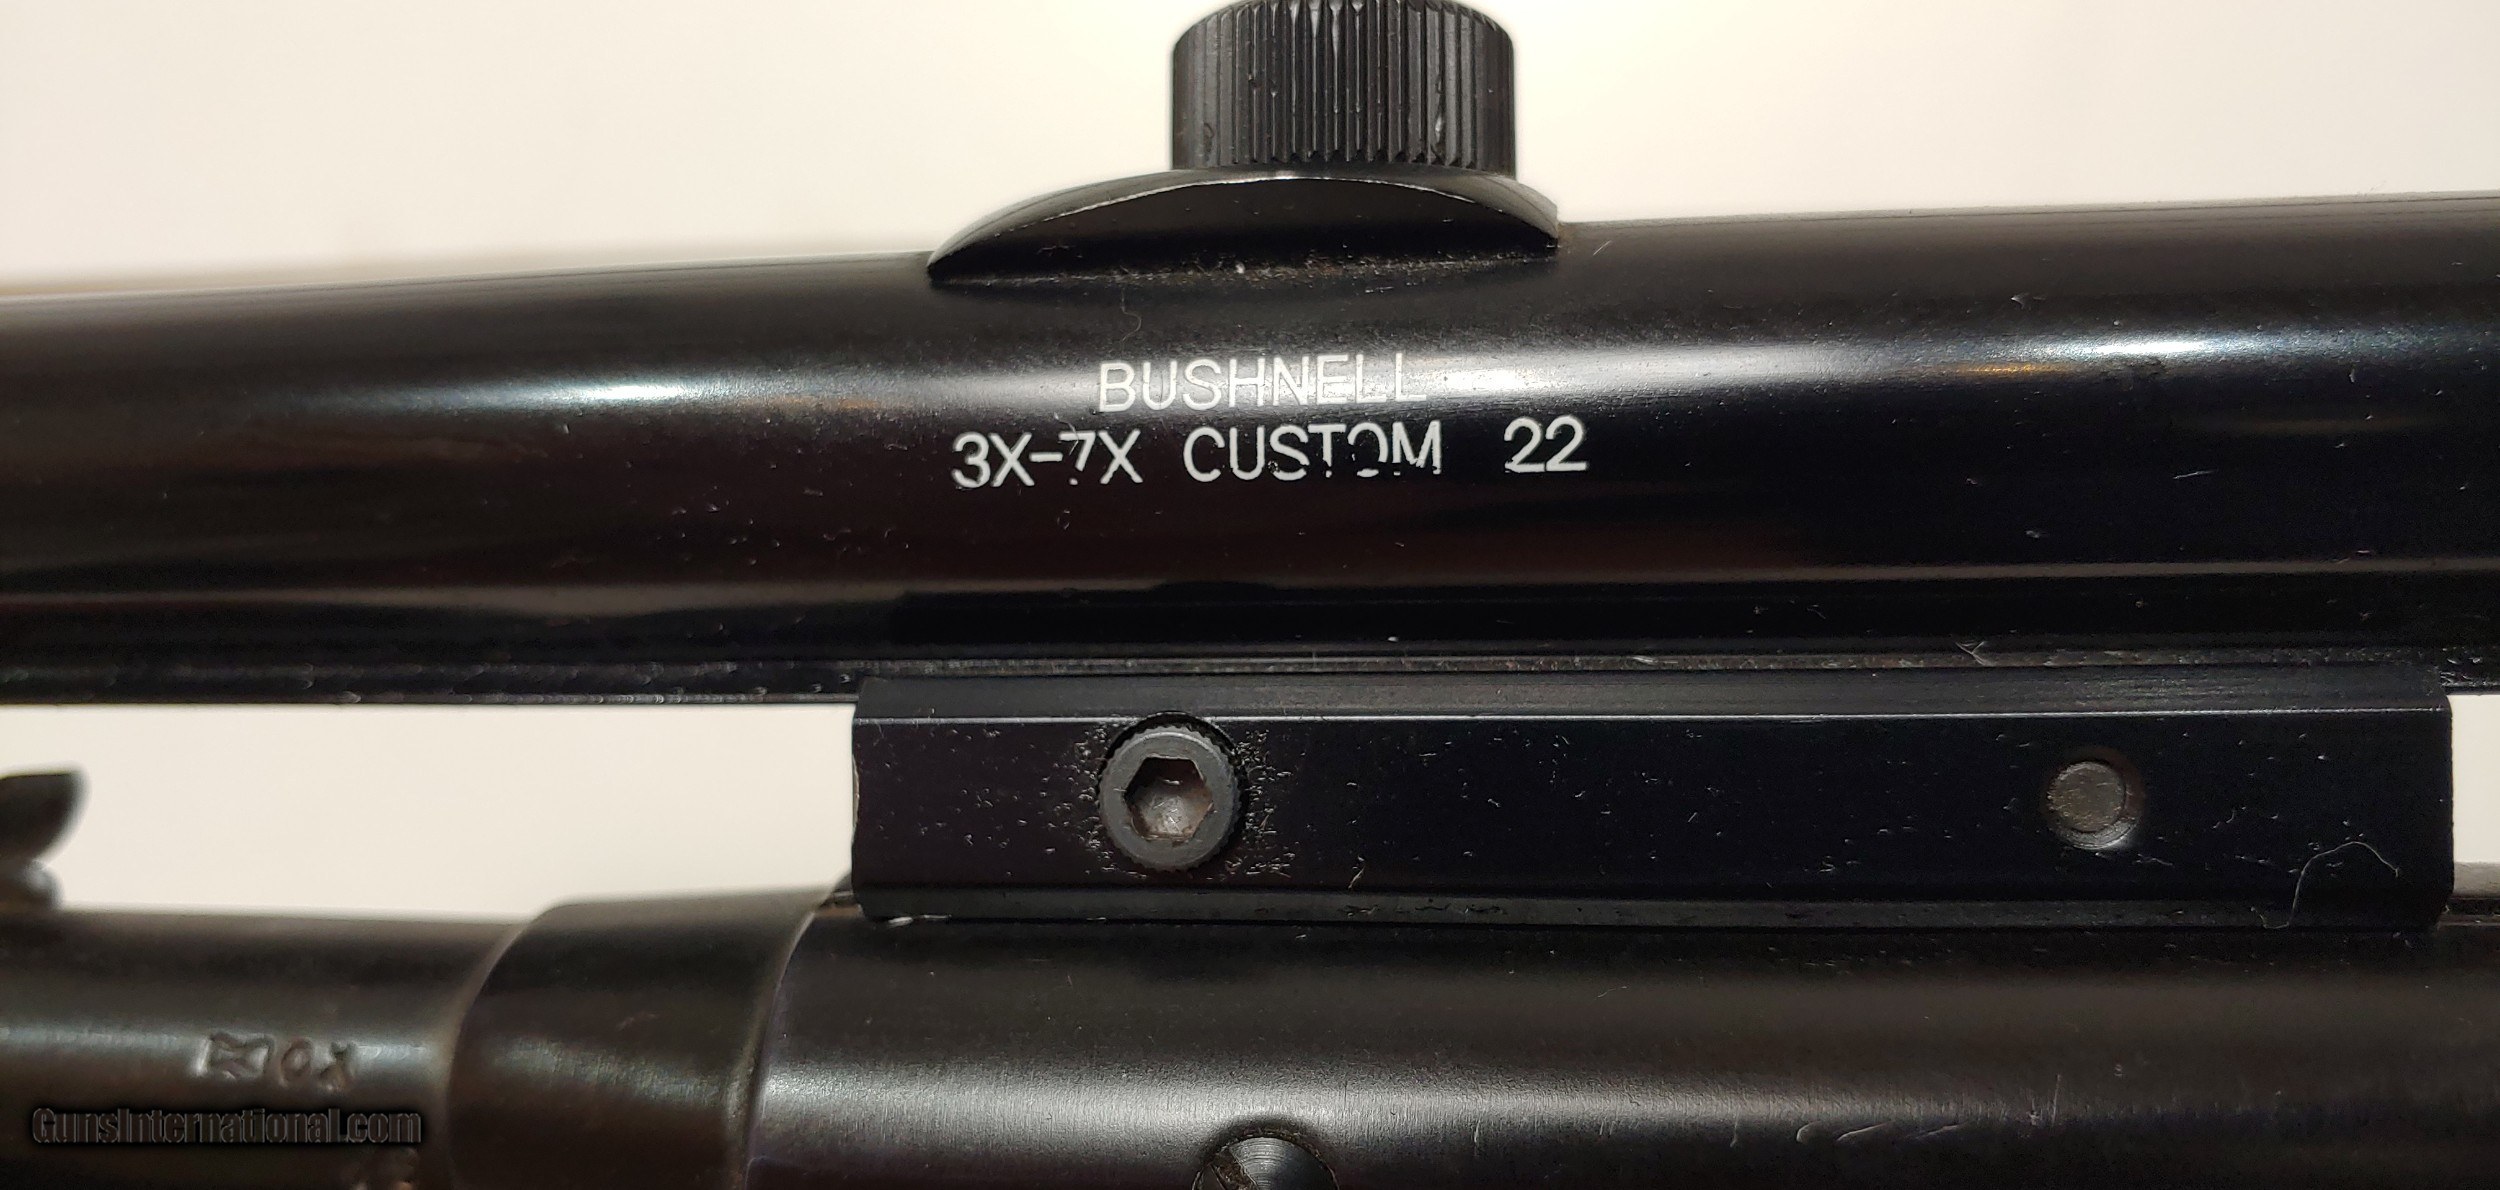 BUSHNELL
3X-7X CUSTOM 22
GunsInternational.com